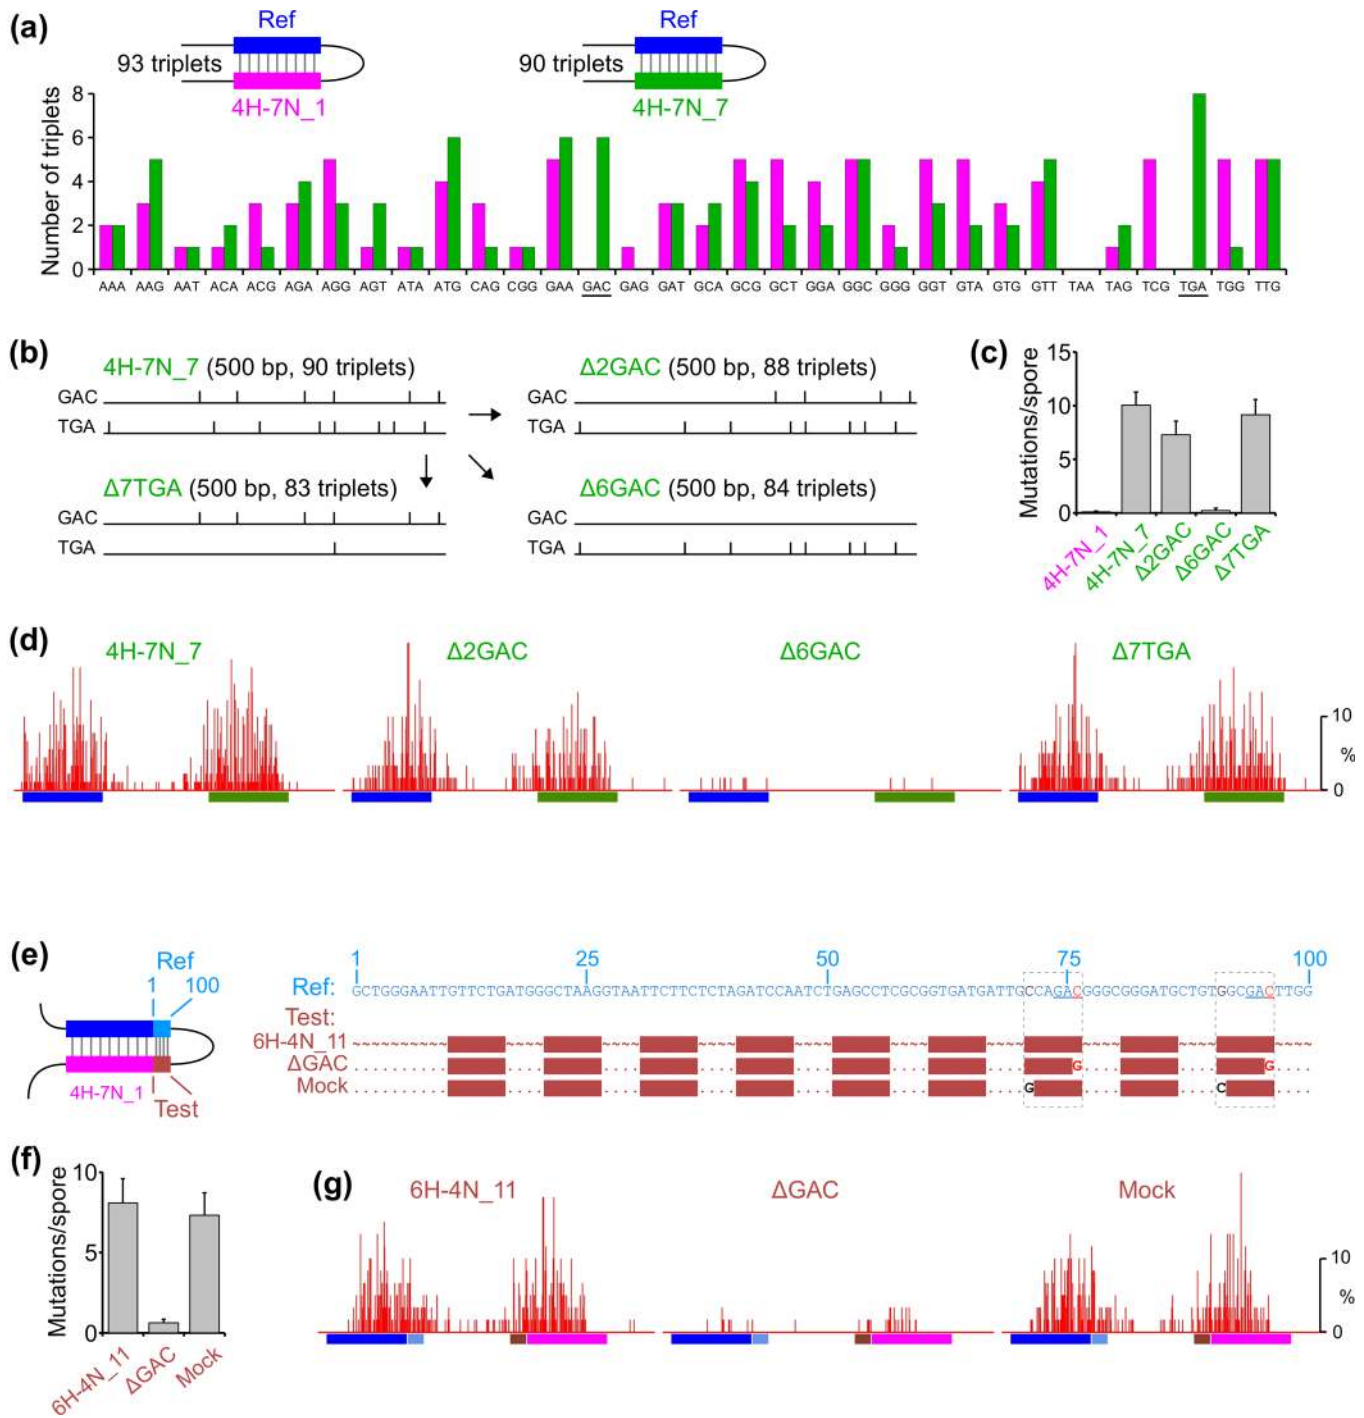 (a)
Ref Ref
93 triplets 90 triplets
4H-7N_1 4H-7N_7
Number of triplets
8
6
4
2
0
AAA AAG AAT ACA ACG AGA AGG AGT ATA ATG CAG CGG GAA GAC GAG GAT GCA GCG GCT GGA GGC GGG GGT GTA GTG GTT TAA TAG TCG TGA TGG TTG
(b)
4H-7N_7 (500 bp, 90 triplets) Δ2GAC (500 bp, 88 triplets)
GAC GAC
TGA TGA
Δ7TGA (500 bp, 83 triplets) Δ6GAC (500 bp, 84 triplets)
GAC GAC
TGA TGA
(c)
Mutations/spore
15
10
5
0
4H-7N_1 4H-7N_7 Δ2GAC Δ6GAC Δ7TGA
(d)
4H-7N_7 Δ2GAC Δ6GAC Δ7TGA
10
%
0
(e)
Ref
1 100
4H-7N_1
Test
1 25 50 75 100
Ref: GCTGGGAATTGTTCTGATGGGCTAAGGTAATTCTTCTCTAGATCCAATCTGAGCCTCGCGGTGATGATTGCCAGACGGGCGGGATGCTGTGGCGACTTGG
Test:
6H-4N_11
ΔGAC G G
Mock G C
(f)
Mutations/spore
10
5
0
6H-4N_11 ΔGAC Mock
(g)
6H-4N_11 ΔGAC Mock
10
%
0